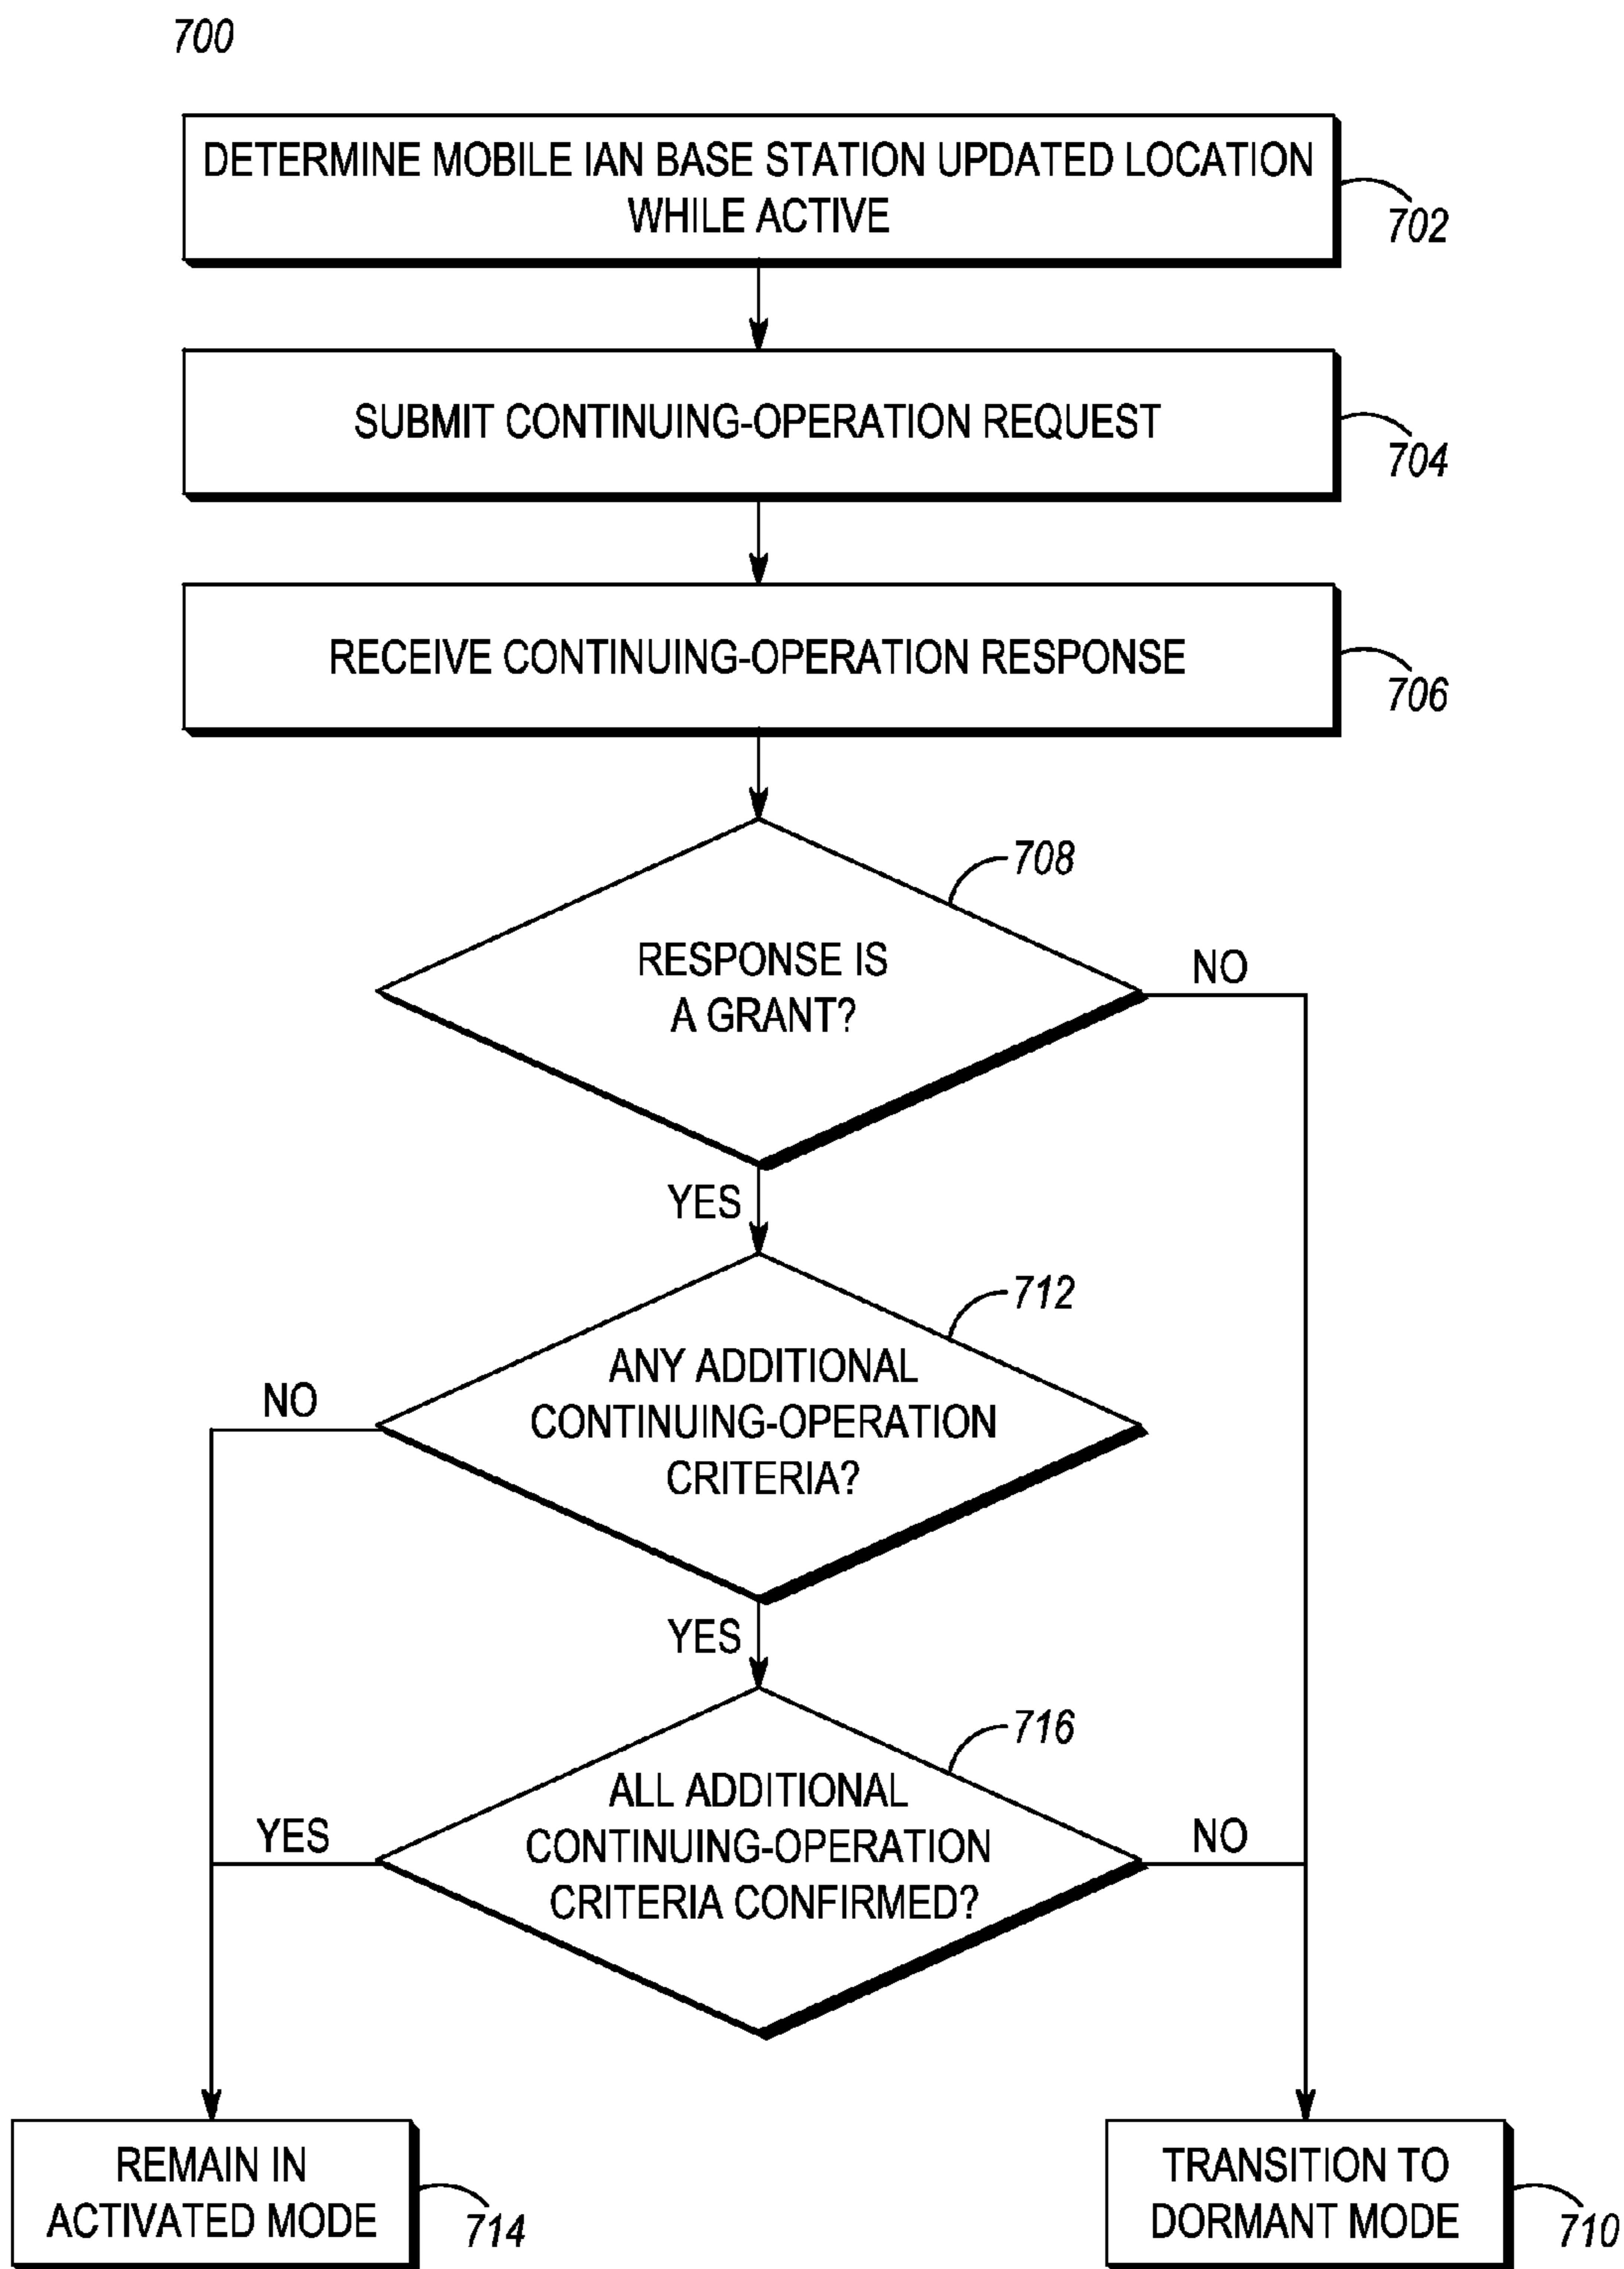 700
DETERMINE MOBILE IAN BASE STATION UPDATED LOCATION
WHILE ACTIVE
702
SUBMIT CONTINUING-OPERATION REQUEST
704
RECEIVE CONTINUING-OPERATION RESPONSE
706
708
RESPONSE IS
A GRANT?
NO
YES
712
ANY ADDITIONAL
CONTINUING-OPERATION
CRITERIA?
NO
YES
716
ALL ADDITIONAL
CONTINUING-OPERATION
CRITERIA CONFIRMED?
YES
NO
REMAIN IN
ACTIVATED MODE
714
TRANSITION TO
DORMANT MODE
710